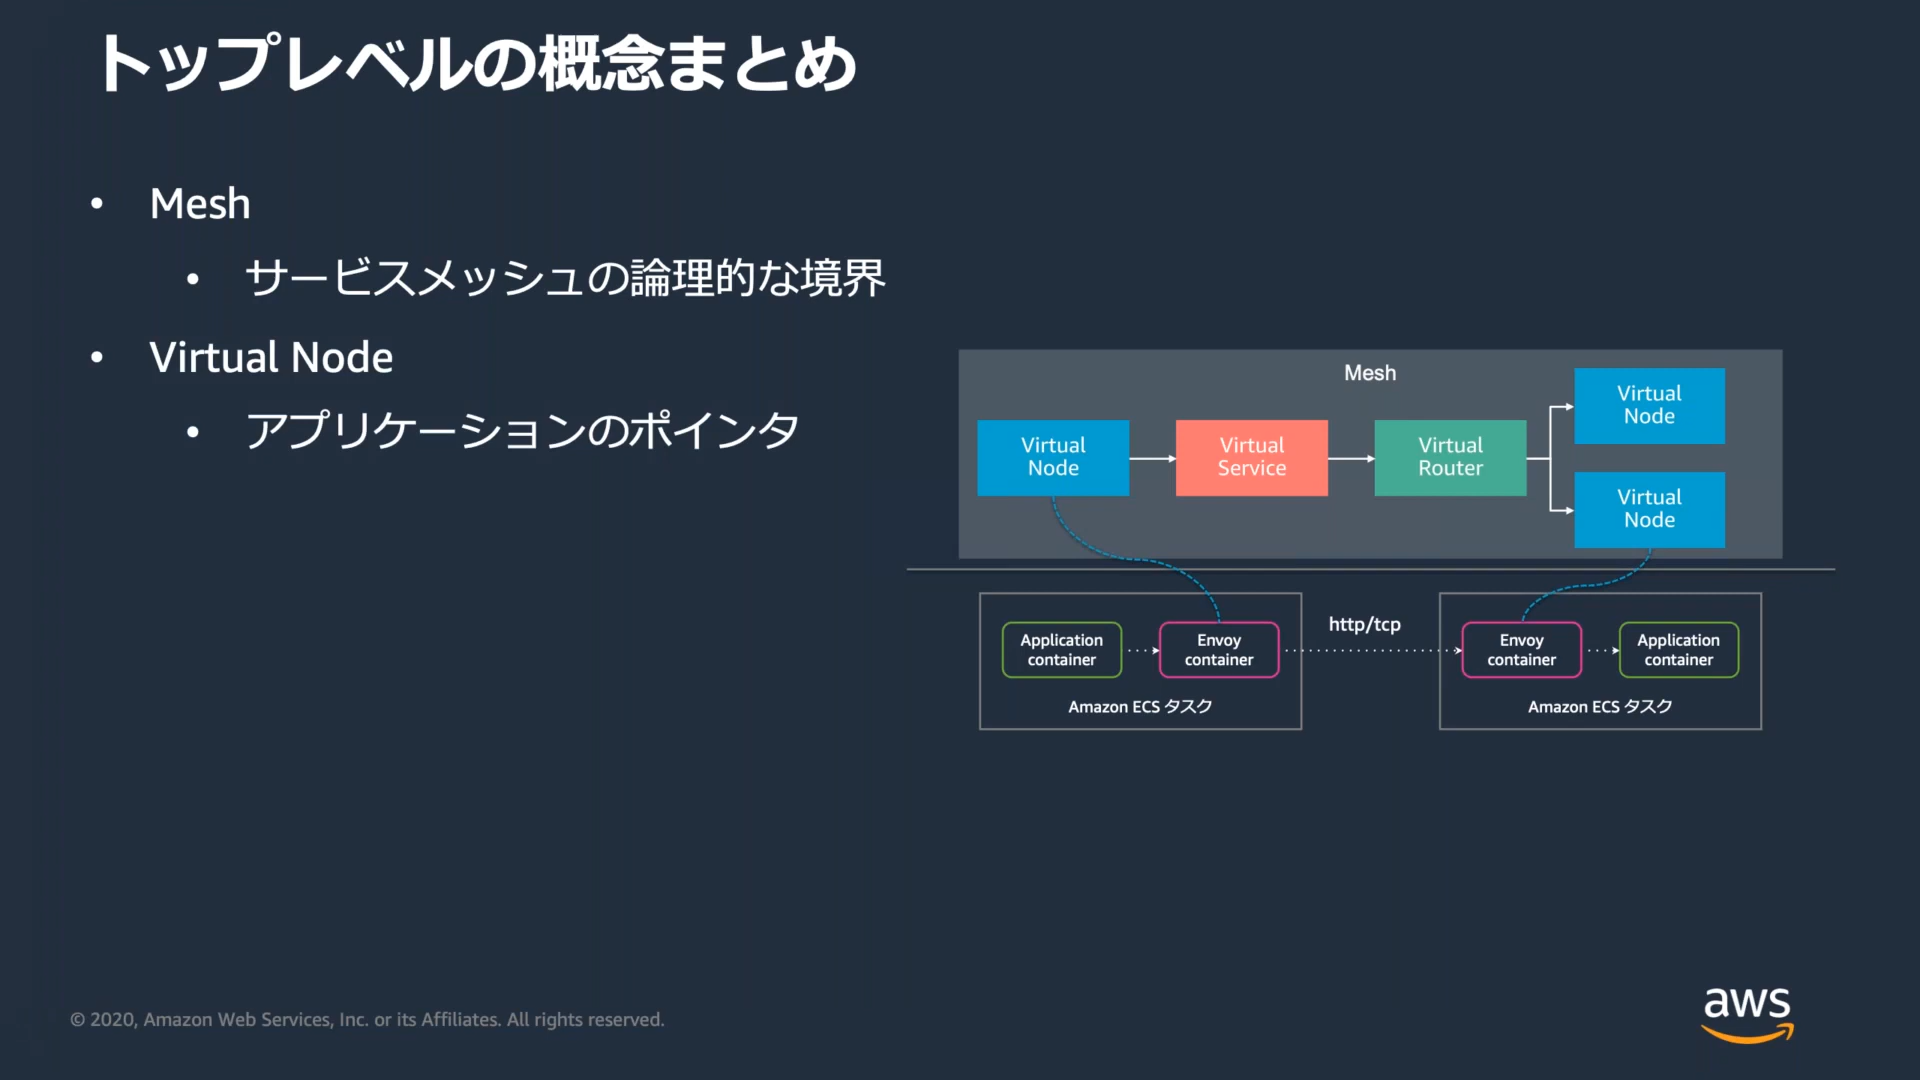 トップレベルの概念まとめ
• Mesh
• サービスメッシュの論理的な境界
• Virtual Node
• アプリケーションのポインタ
Mesh
Virtual
Node
Virtual
Service
Virtual
Router
Virtual
Node
Virtual
Node
Application
container
Envoy
container
Amazon ECS タスク
http/tcp
Envoy
container
Application
container
Amazon ECS タスク
© 2020, Amazon Web Services, Inc. or its Affiliates. All rights reserved.
aws